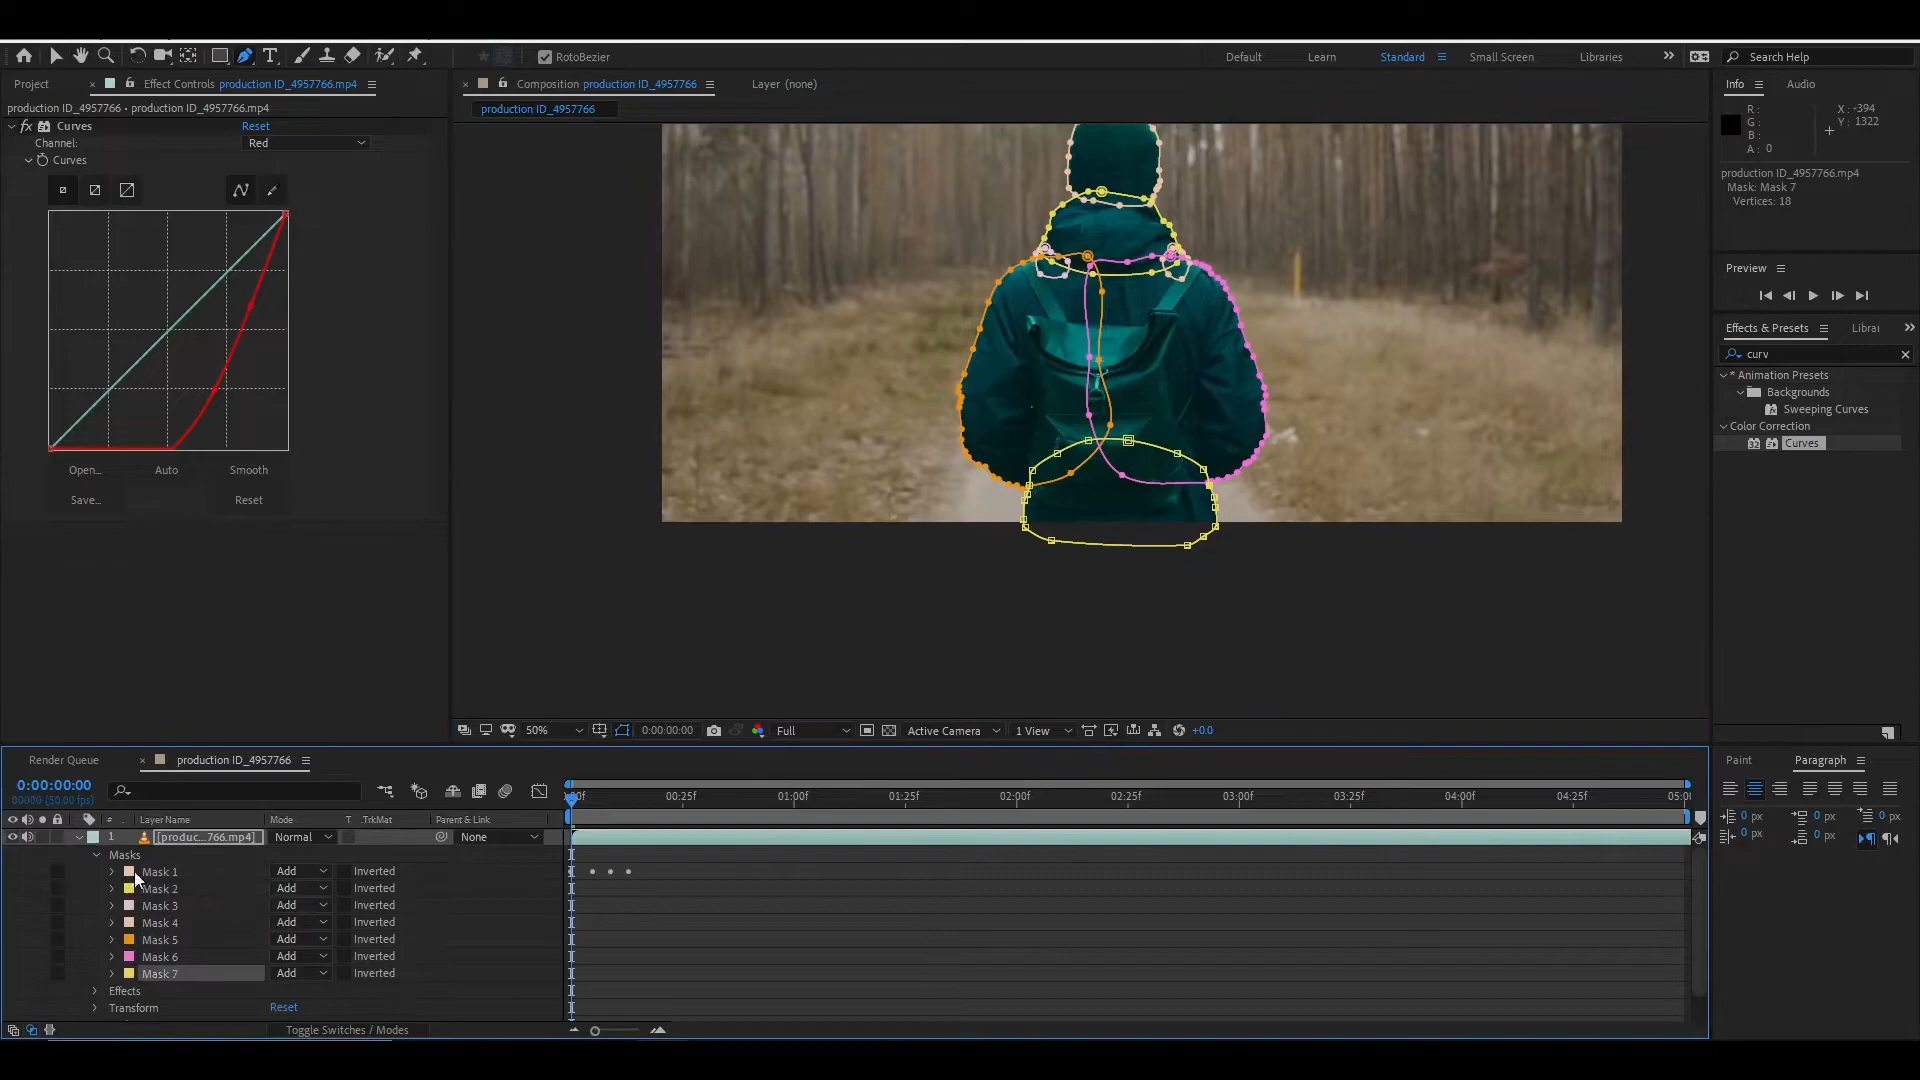 RotoBezier
Default
Learn
Standard
Small Screen
Libraries
Search Help
Project
Effect Controls production ID_4957766.mp4
Composition production ID_4957766
Layer (none)
Info
Audio
production ID_4957766.mp4 • production ID_4957766.mp4
production ID_4957766
R :
G :
B :
A : 0
X : -394
Y : 1322
fx Curves
Reset
Channel:
Red
Curves
production ID_4957766.mp4
Mask: Mask 7
Vertices: 18
Preview
Effects & Presets
Librai
curv
* Animation Presets
Backgrounds
Sweeping Curves
Color Correction
32
Curves
Open...
Auto
Smooth
Save...
Reset
50%
0:00:00:00
Full
Active Camera
1 View
+0.0
Render Queue
production ID_4957766
Paint
Paragraph
0:00:00:00
00000 (50.00 fps)
00f
00:25f
01:00f
01:25f
02:00f
02:25f
03:00f
03:25f
04:00f
04:25f
05:0
0 px
0 px
0 px
0 px
0 px
#
Layer Name
Mode
T
.TrkMat
Parent & Link
1
[produc...766.mp4]
Normal
None
Masks
Mask 1
Add
Inverted
Mask 2
Add
Inverted
Mask 3
Add
Inverted
Mask 4
Add
Inverted
Mask 5
Add
Inverted
Mask 6
Add
Inverted
Mask 7
Add
Inverted
Effects
Transform
Reset
Toggle Switches / Modes